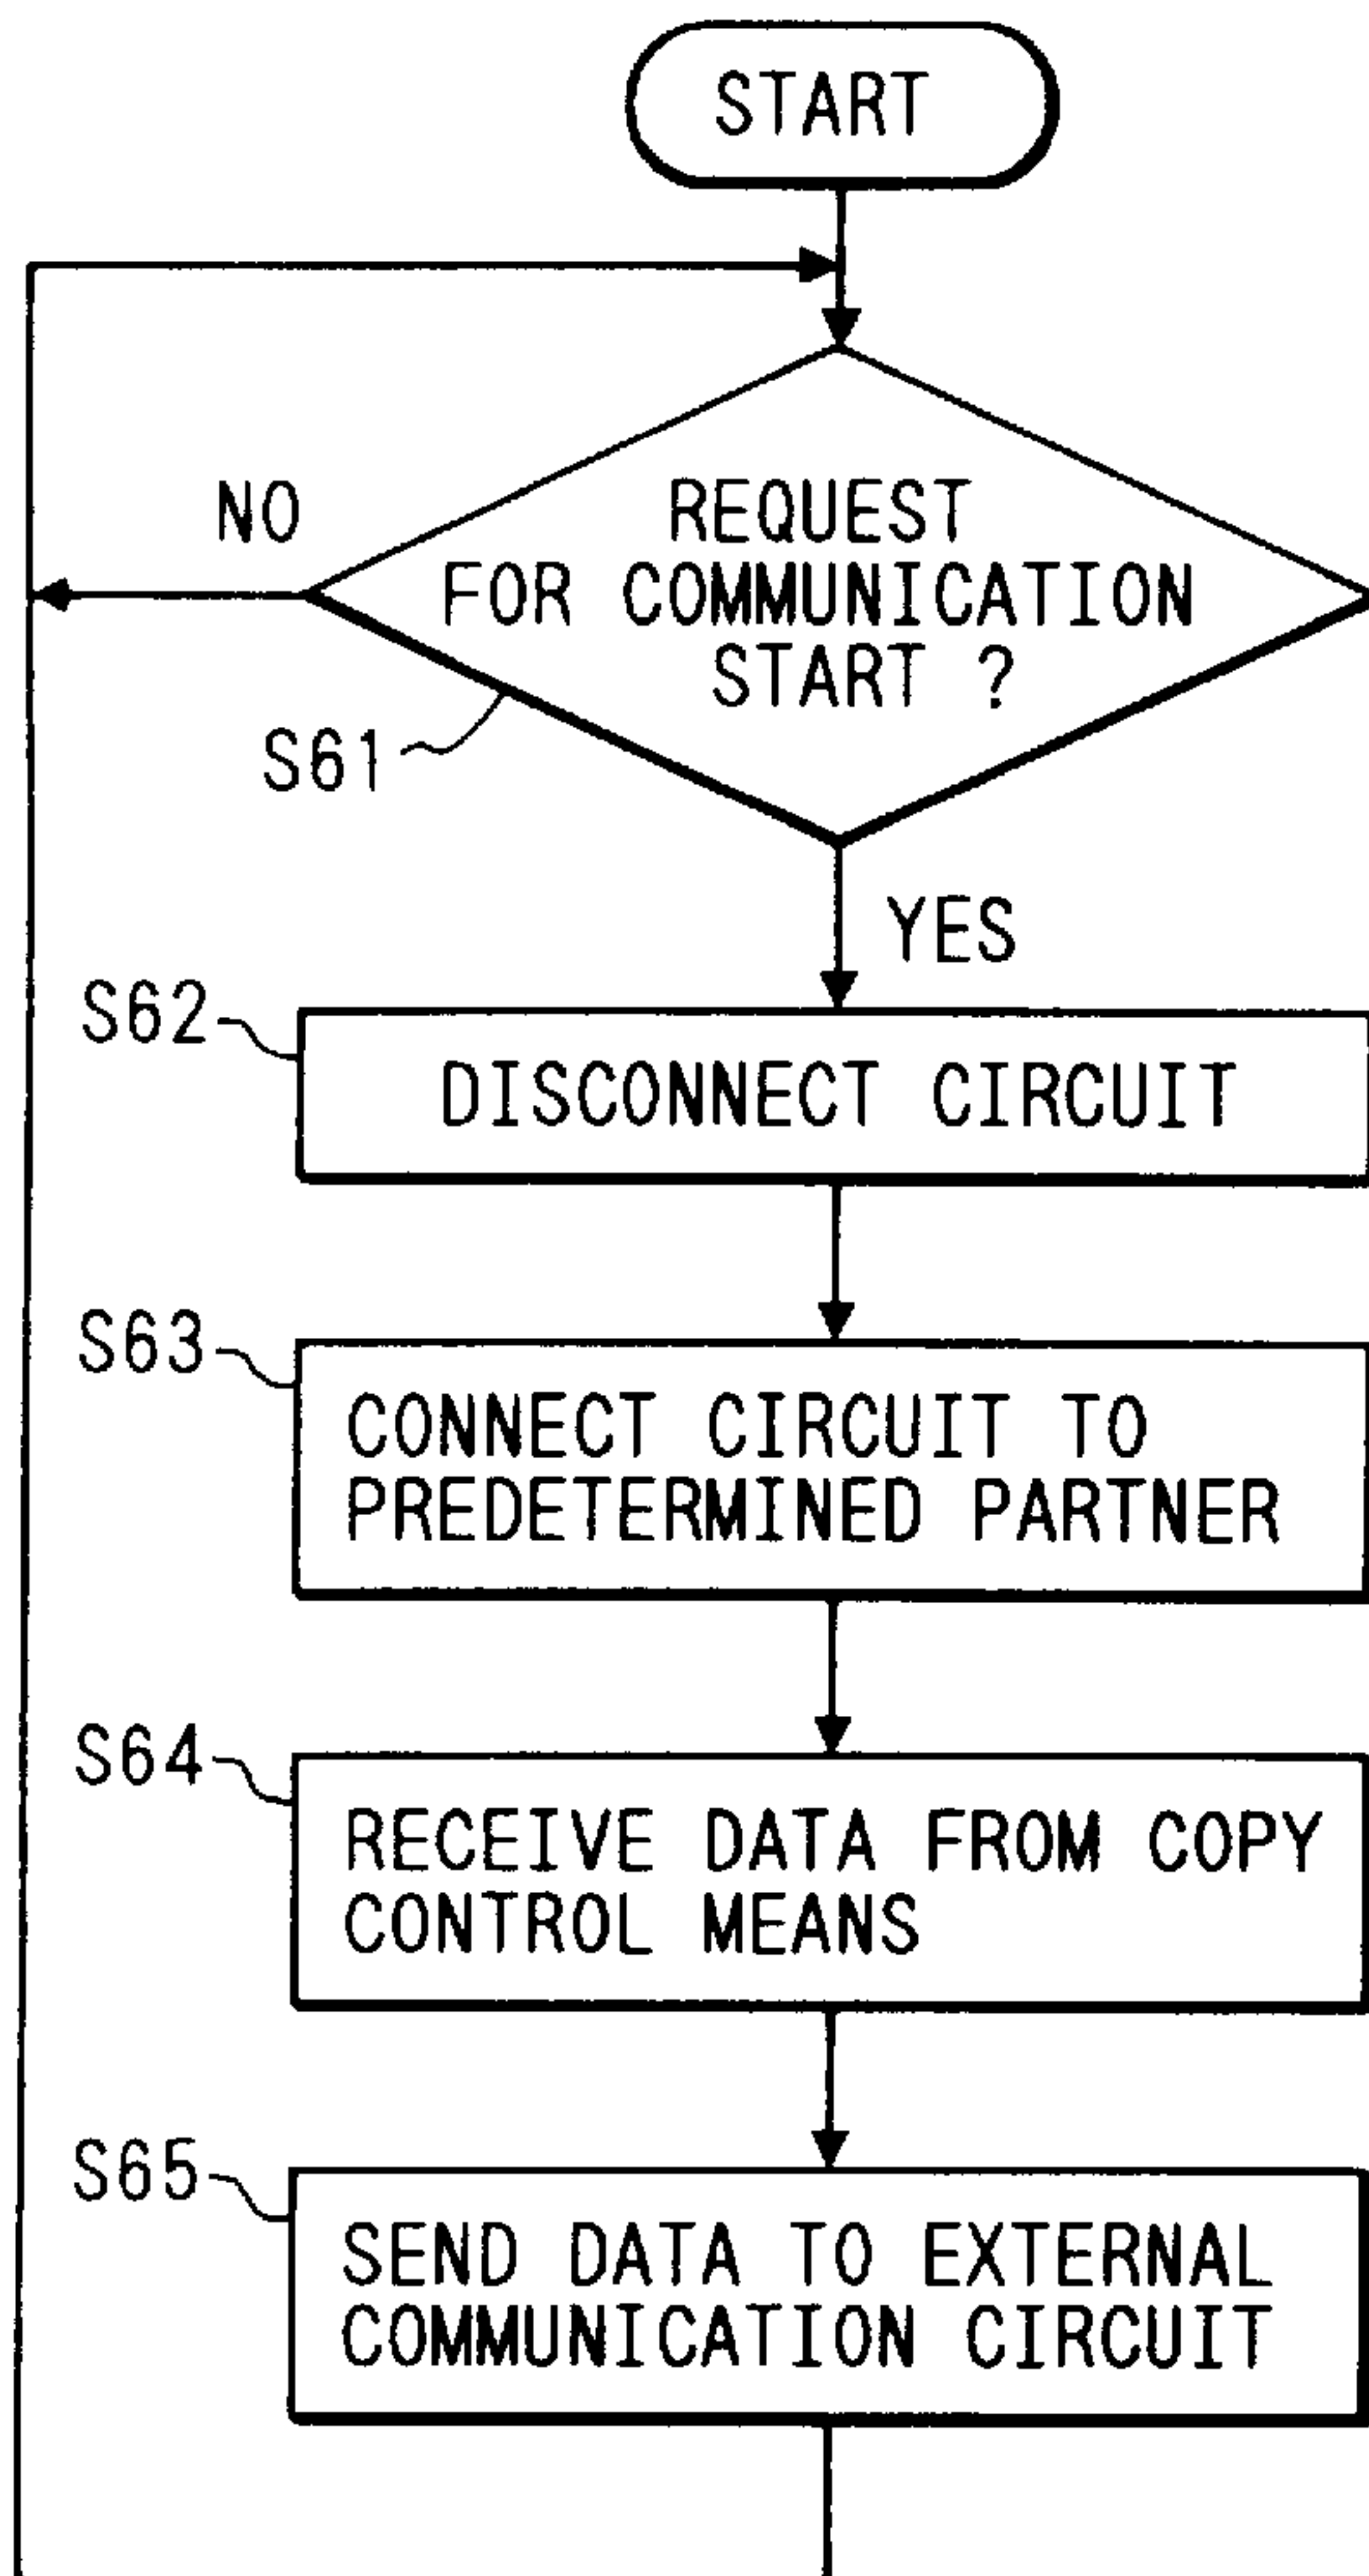 START
NO
REQUEST
FOR COMMUNICATION
START ?
S61
YES
S62
DISCONNECT CIRCUIT
S63
CONNECT CIRCUIT TO
PREDETERMINED PARTNER
S64
RECEIVE DATA FROM COPY
CONTROL MEANS
S65
SEND DATA TO EXTERNAL
COMMUNICATION CIRCUIT